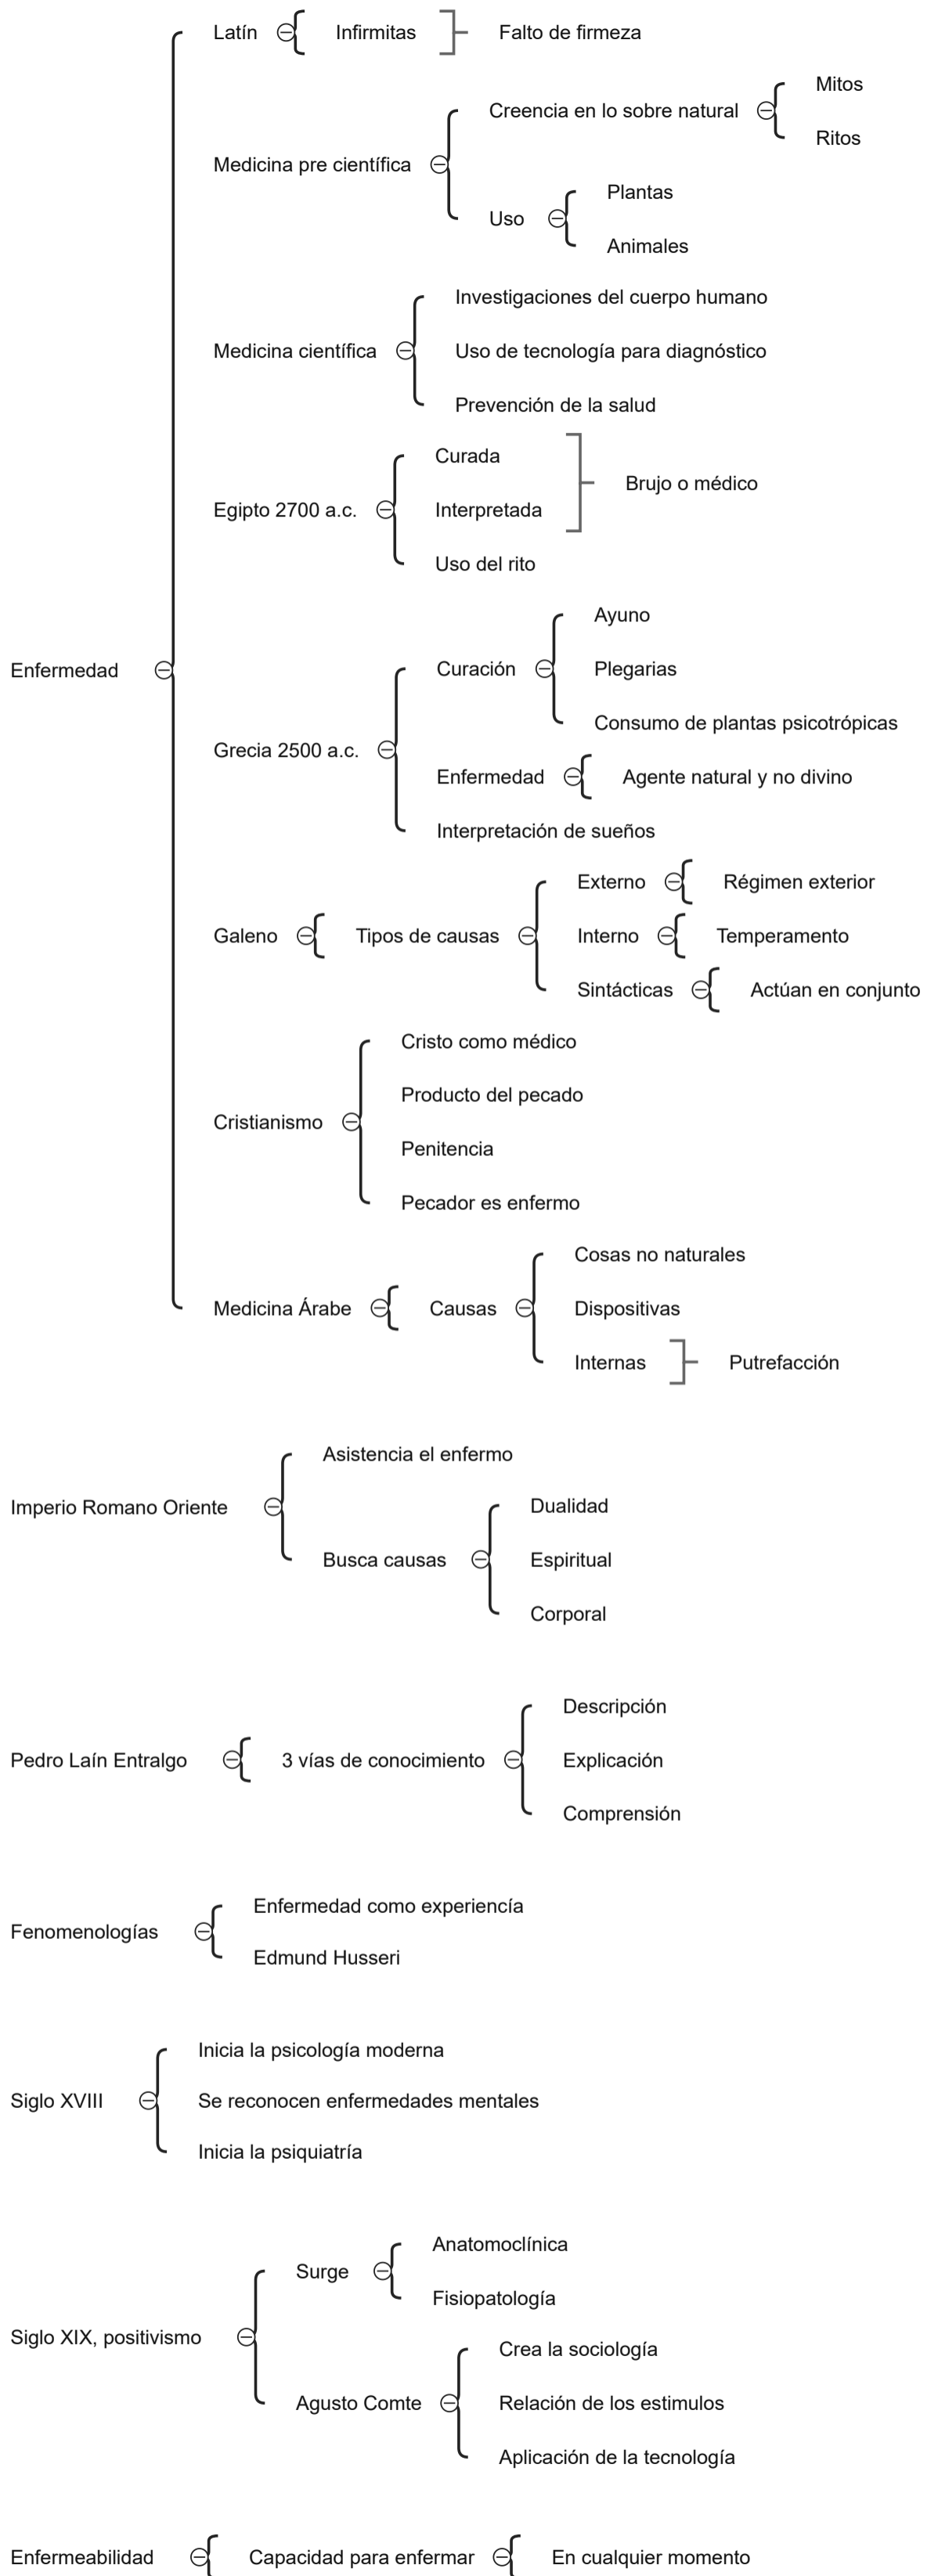 Latín
Infirmitas
Falto de firmeza
Medicina pre científica
Creencia en lo sobre natural
Mitos
Ritos
Uso
Plantas
Animales
Medicina científica
Investigaciones del cuerpo humano
Uso de tecnología para diagnóstico
Prevención de la salud
Egipto 2700 a.c.
Curada
Interpretada
Brujo o médico
Uso del rito
Enfermedad
Grecia 2500 a.c.
Curación
Ayuno
Plegarias
Consumo de plantas psicotrópicas
Enfermedad
Agente natural y no divino
Interpretación de sueños
Galeno
Tipos de causas
Externo
Régimen exterior
Interno
Temperamento
Sintácticas
Actúan en conjunto
Cristianismo
Cristo como médico
Producto del pecado
Penitencia
Pecador es enfermo
Medicina Árabe
Causas
Cosas no naturales
Dispositivas
Internas
Putrefacción
Imperio Romano Oriente
Asistencia el enfermo
Busca causas
Dualidad
Espiritual
Corporal
Pedro Laín Entralgo
3 vías de conocimiento
Descripción
Explicación
Comprensión
Fenomenologías
Enfermedad como experiencía
Edmund Husseri
Siglo XVIII
Inicia la psicología moderna
Se reconocen enfermedades mentales
Inicia la psiquiatría
Siglo XIX, positivismo
Surge
Anatomoclínica
Fisiopatología
Agusto Comte
Crea la sociología
Relación de los estimulos
Aplicación de la tecnología
Enfermeabilidad
Capacidad para enfermar
En cualquier momento